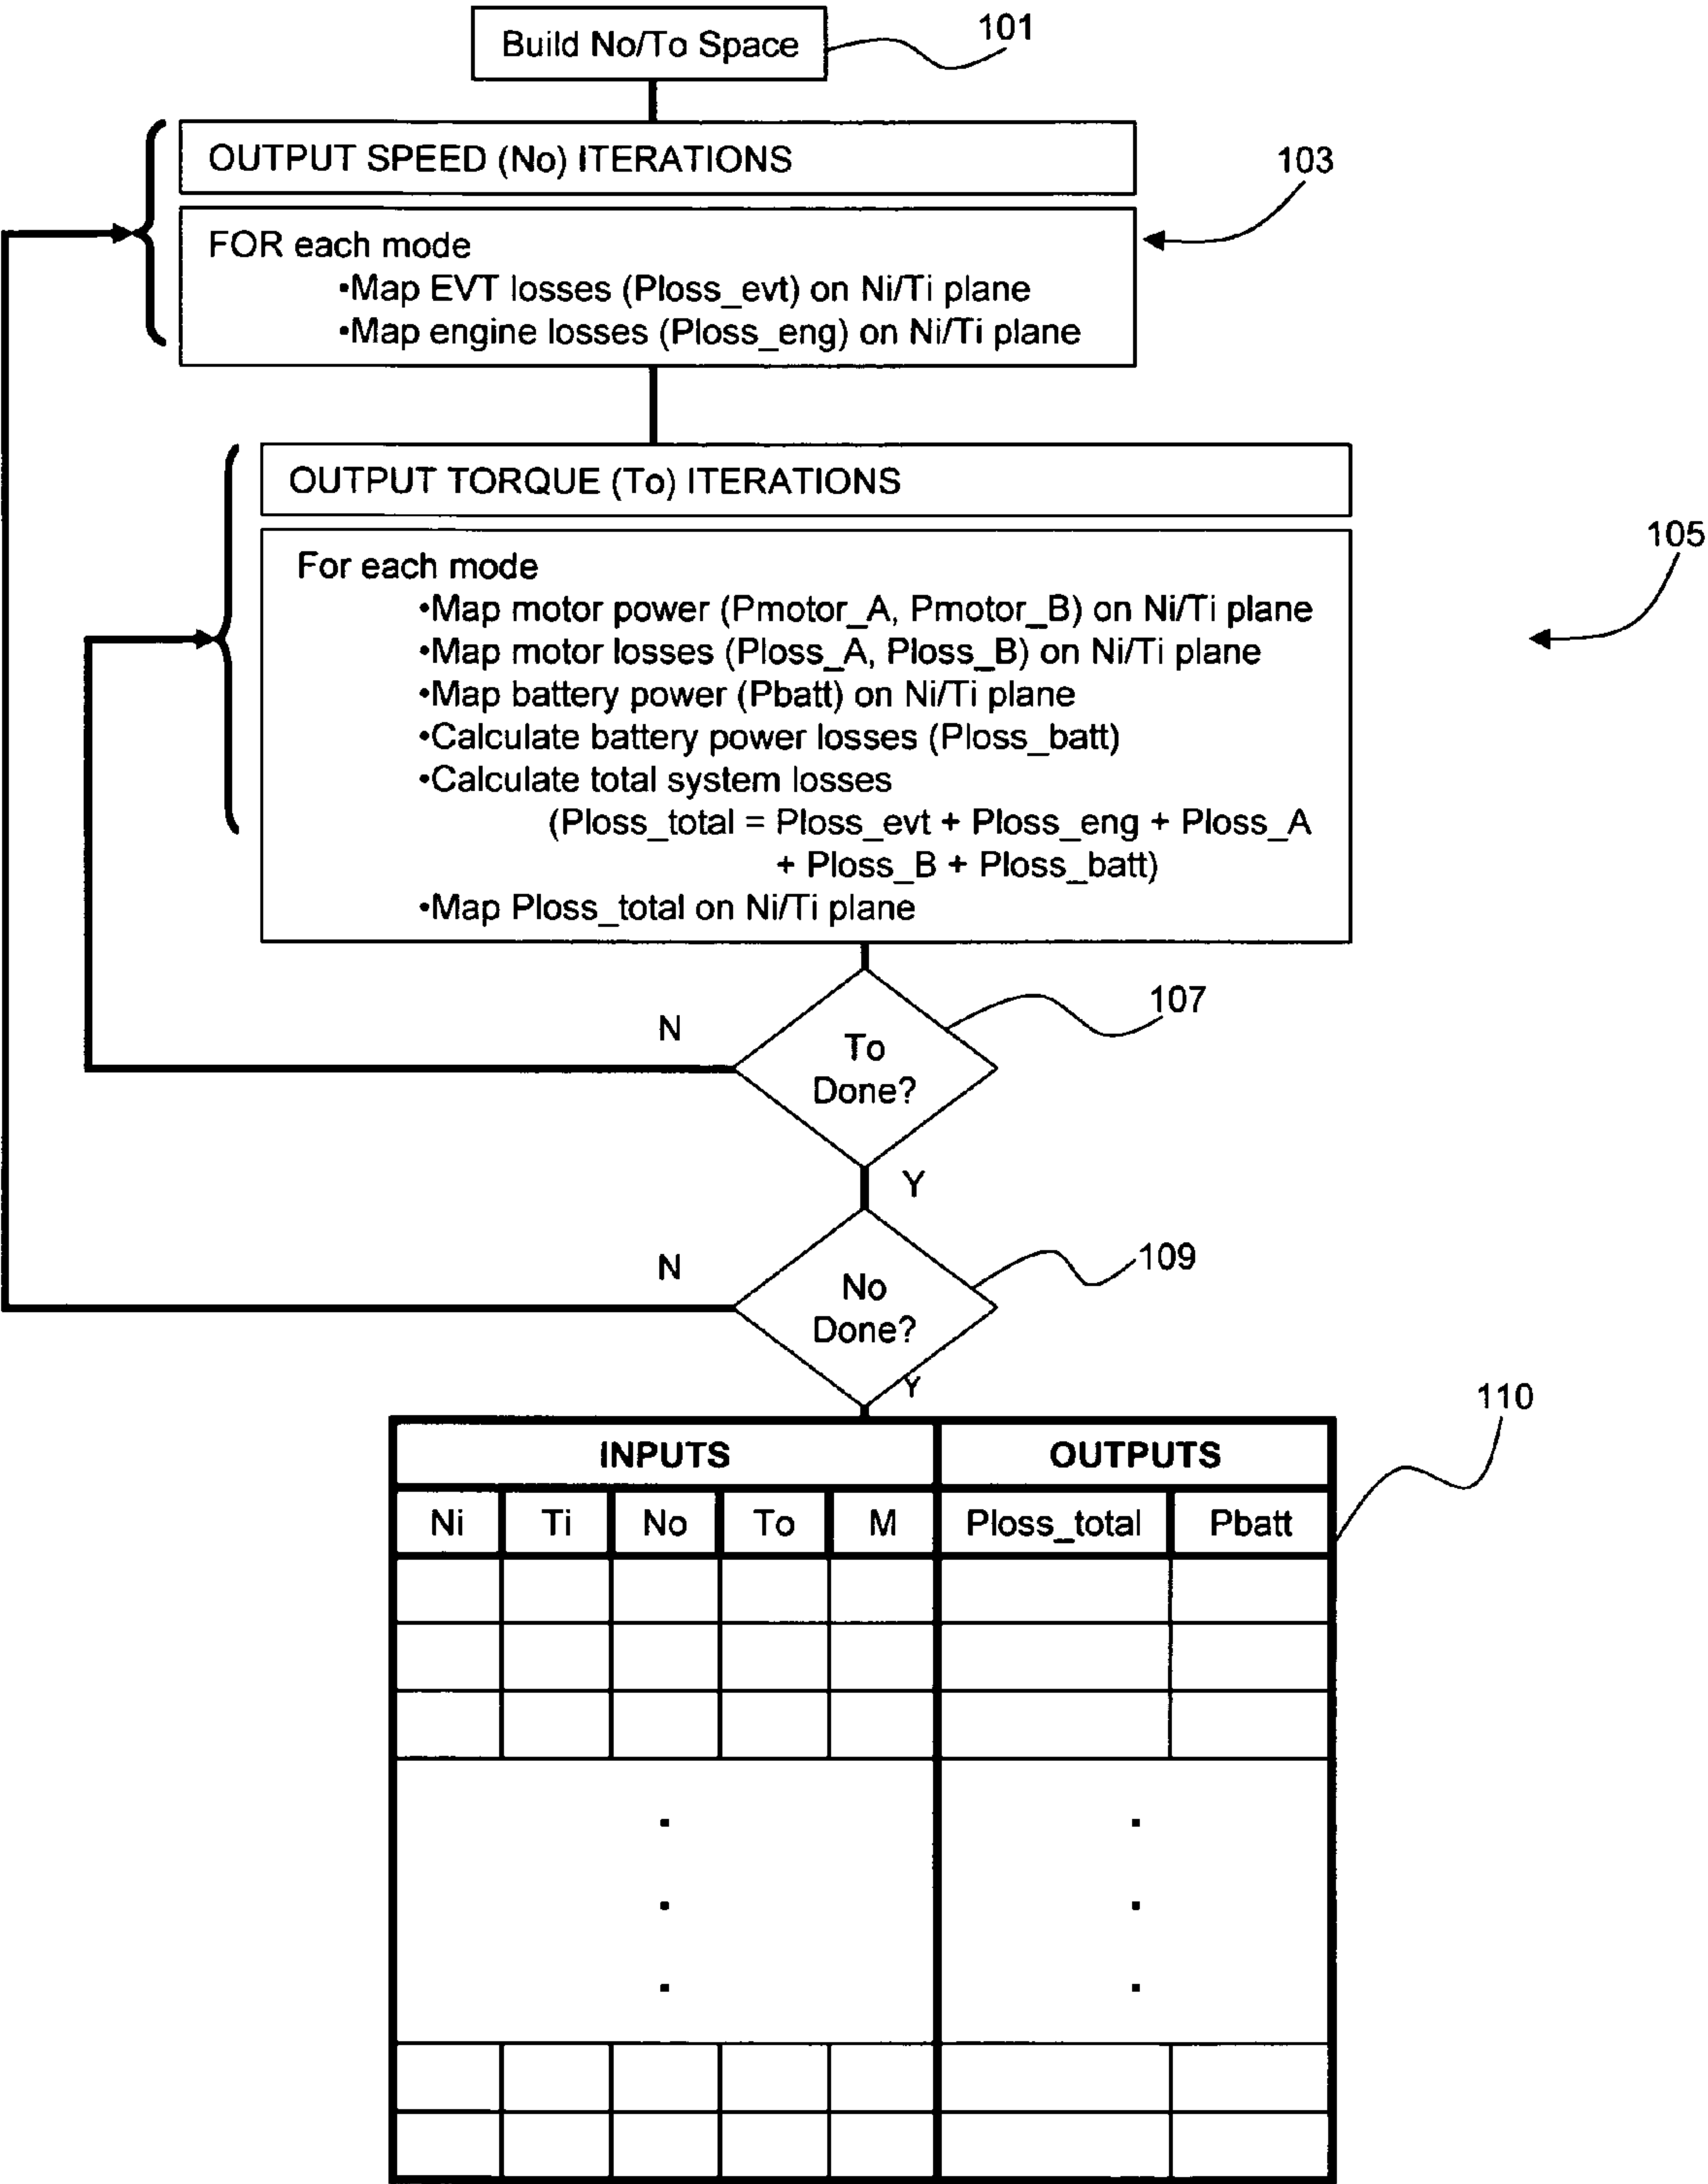 Build No/To Space
101
OUTPUT SPEED (No) ITERATIONS
103
FOR each mode
•Map EVT losses (Ploss_evt) on Ni/Ti plane
•Map engine losses (Ploss_eng) on Ni/Ti plane
OUTPUT TORQUE (To) ITERATIONS
105
For each mode
•Map motor power (Pmotor_A, Pmotor_B) on Ni/Ti plane
•Map motor losses (Ploss_A, Ploss_B) on Ni/Ti plane
•Map battery power (Pbatt) on Ni/Ti plane
•Calculate battery power losses (Ploss_batt)
•Calculate total system losses
(Ploss_total = Ploss_evt + Ploss_eng + Ploss_A
+ Ploss_B + Ploss_batt)
•Map Ploss_total on Ni/Ti plane
107
N
To
Done?
Y
109
N
No
Done?
Y
110
INPUTS OUTPUTS
Ni Ti No To M Ploss_total Pbatt